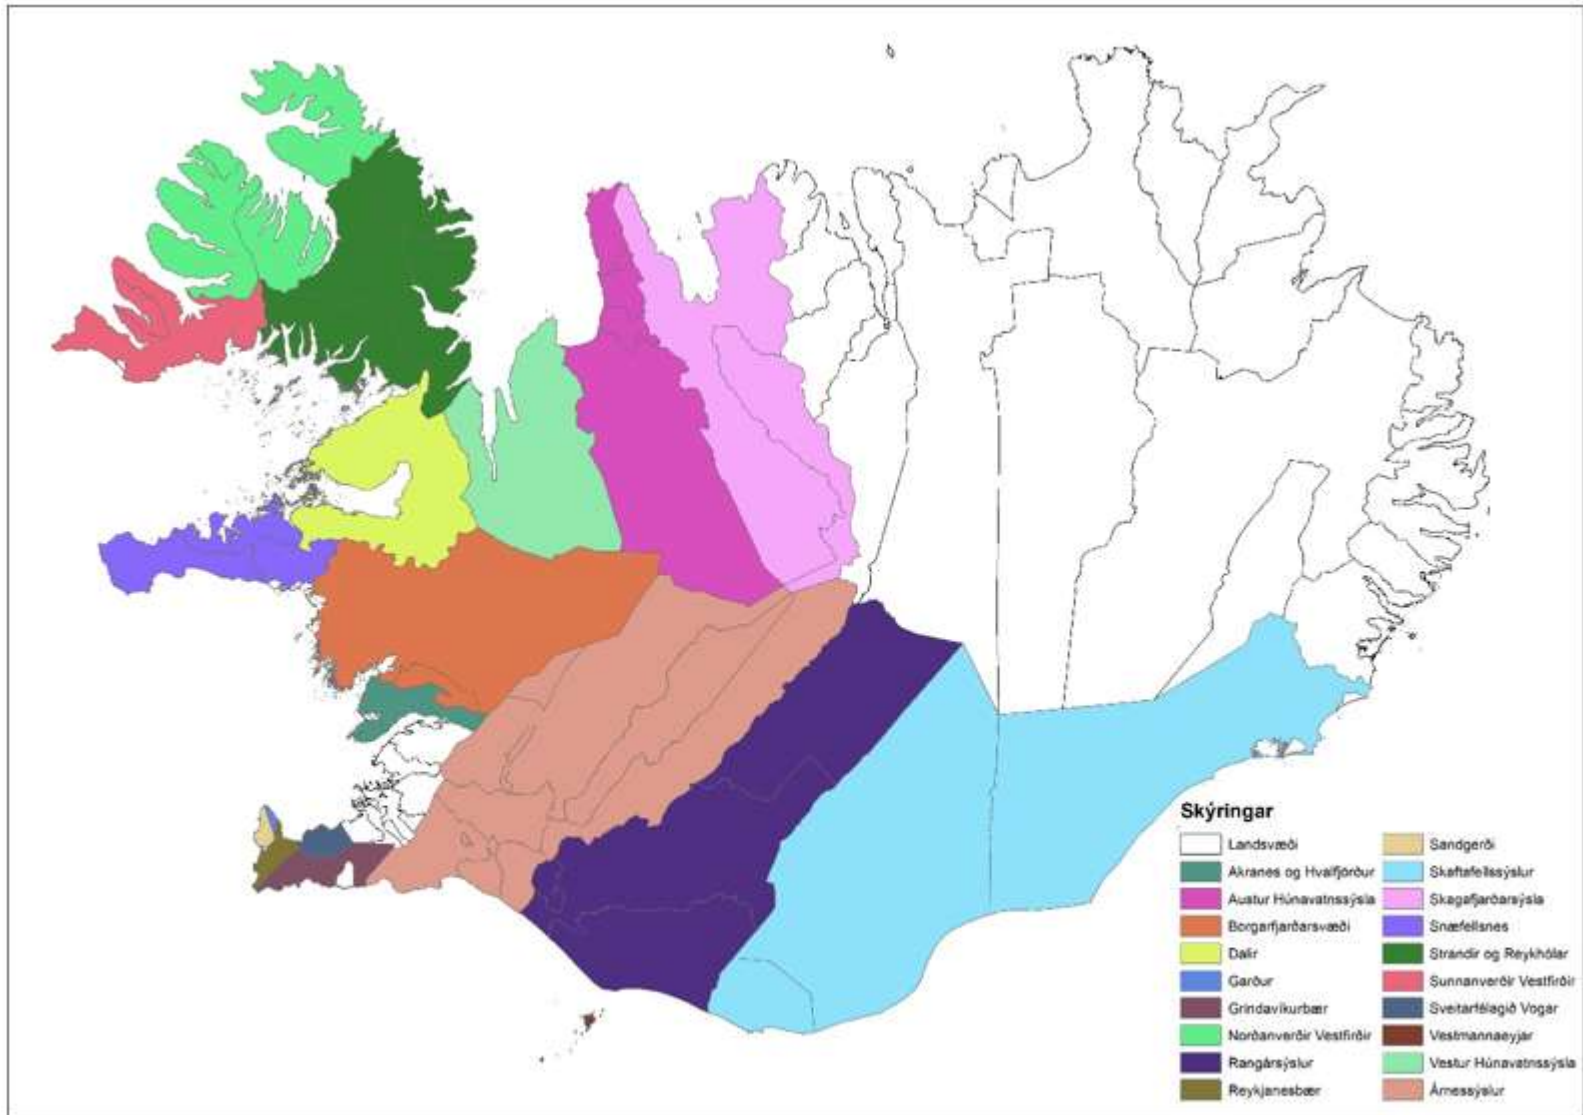 Skýringar
Landsvæði
Akranes og Hvalfjörður
Austur Húnavatnssýsla
Borgarfjarðarsvæði
Dalir
Garður
Grindavíkurbær
Norðanverðir Vestfirðir
Rangársýslur
Reykjanesbær
Sandgerði
Skaftafellssýslur
Skagafjarðarsýsla
Snæfellsnes
Strandir og Reykhólar
Sunnanverðir Vestfirðir
Sveitarfélagið Vogar
Vestmannaeyjar
Vestur Húnavatnssýsla
Árnessýslur